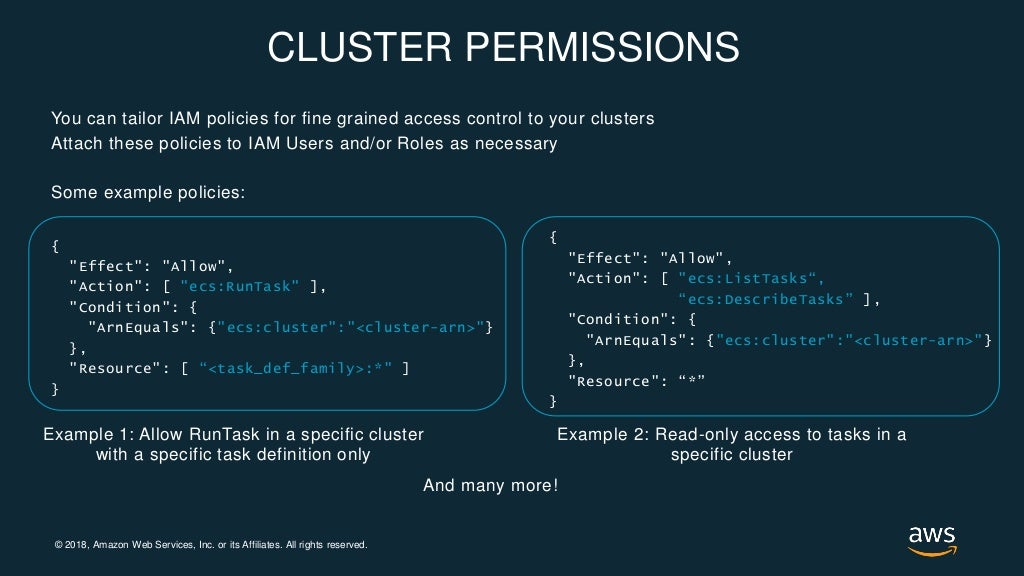 CLUSTER PERMISSIONS
You can tailor IAM policies for fine grained access control to your clusters
Attach these policies to IAM Users and/or Roles as necessary
Some example policies:
{
"Effect": "Allow",
"Action": [ "ecs:RunTask" ],
"Condition": {
"ArnEquals": {"ecs:cluster":"<cluster-arn>"}
},
"Resource": [ “<task_def_family>:*" ]
}
Example 1: Allow RunTask in a specific cluster
with a specific task definition only
{
"Effect": "Allow",
"Action": [ "ecs:ListTasks“,
“ecs:DescribeTasks” ],
"Condition": {
"ArnEquals": {"ecs:cluster":"<cluster-arn>"}
},
"Resource": “*”
}
Example 2: Read-only access to tasks in a
specific cluster
And many more!
© 2018, Amazon Web Services, Inc. or its Affiliates. All rights reserved.
aws